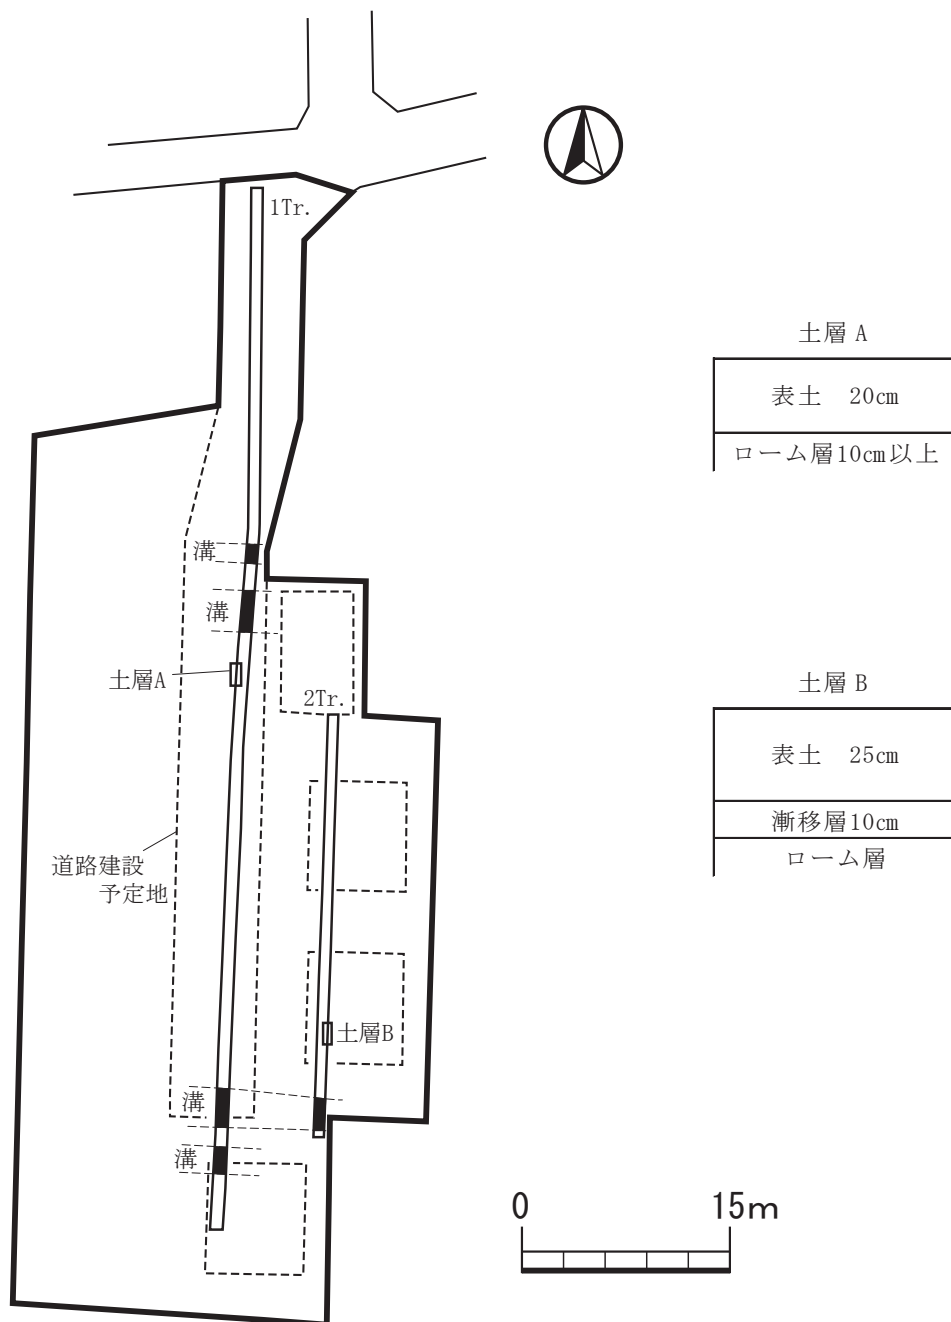 1Tr.
土層 A
表土　20cm
ローム層10cm以上
溝
溝
土層A
2Tr.
土層 B
表土　25cm
漸移層10cm
ローム層
道路建設
予定地
土層B
溝
溝
0　15m